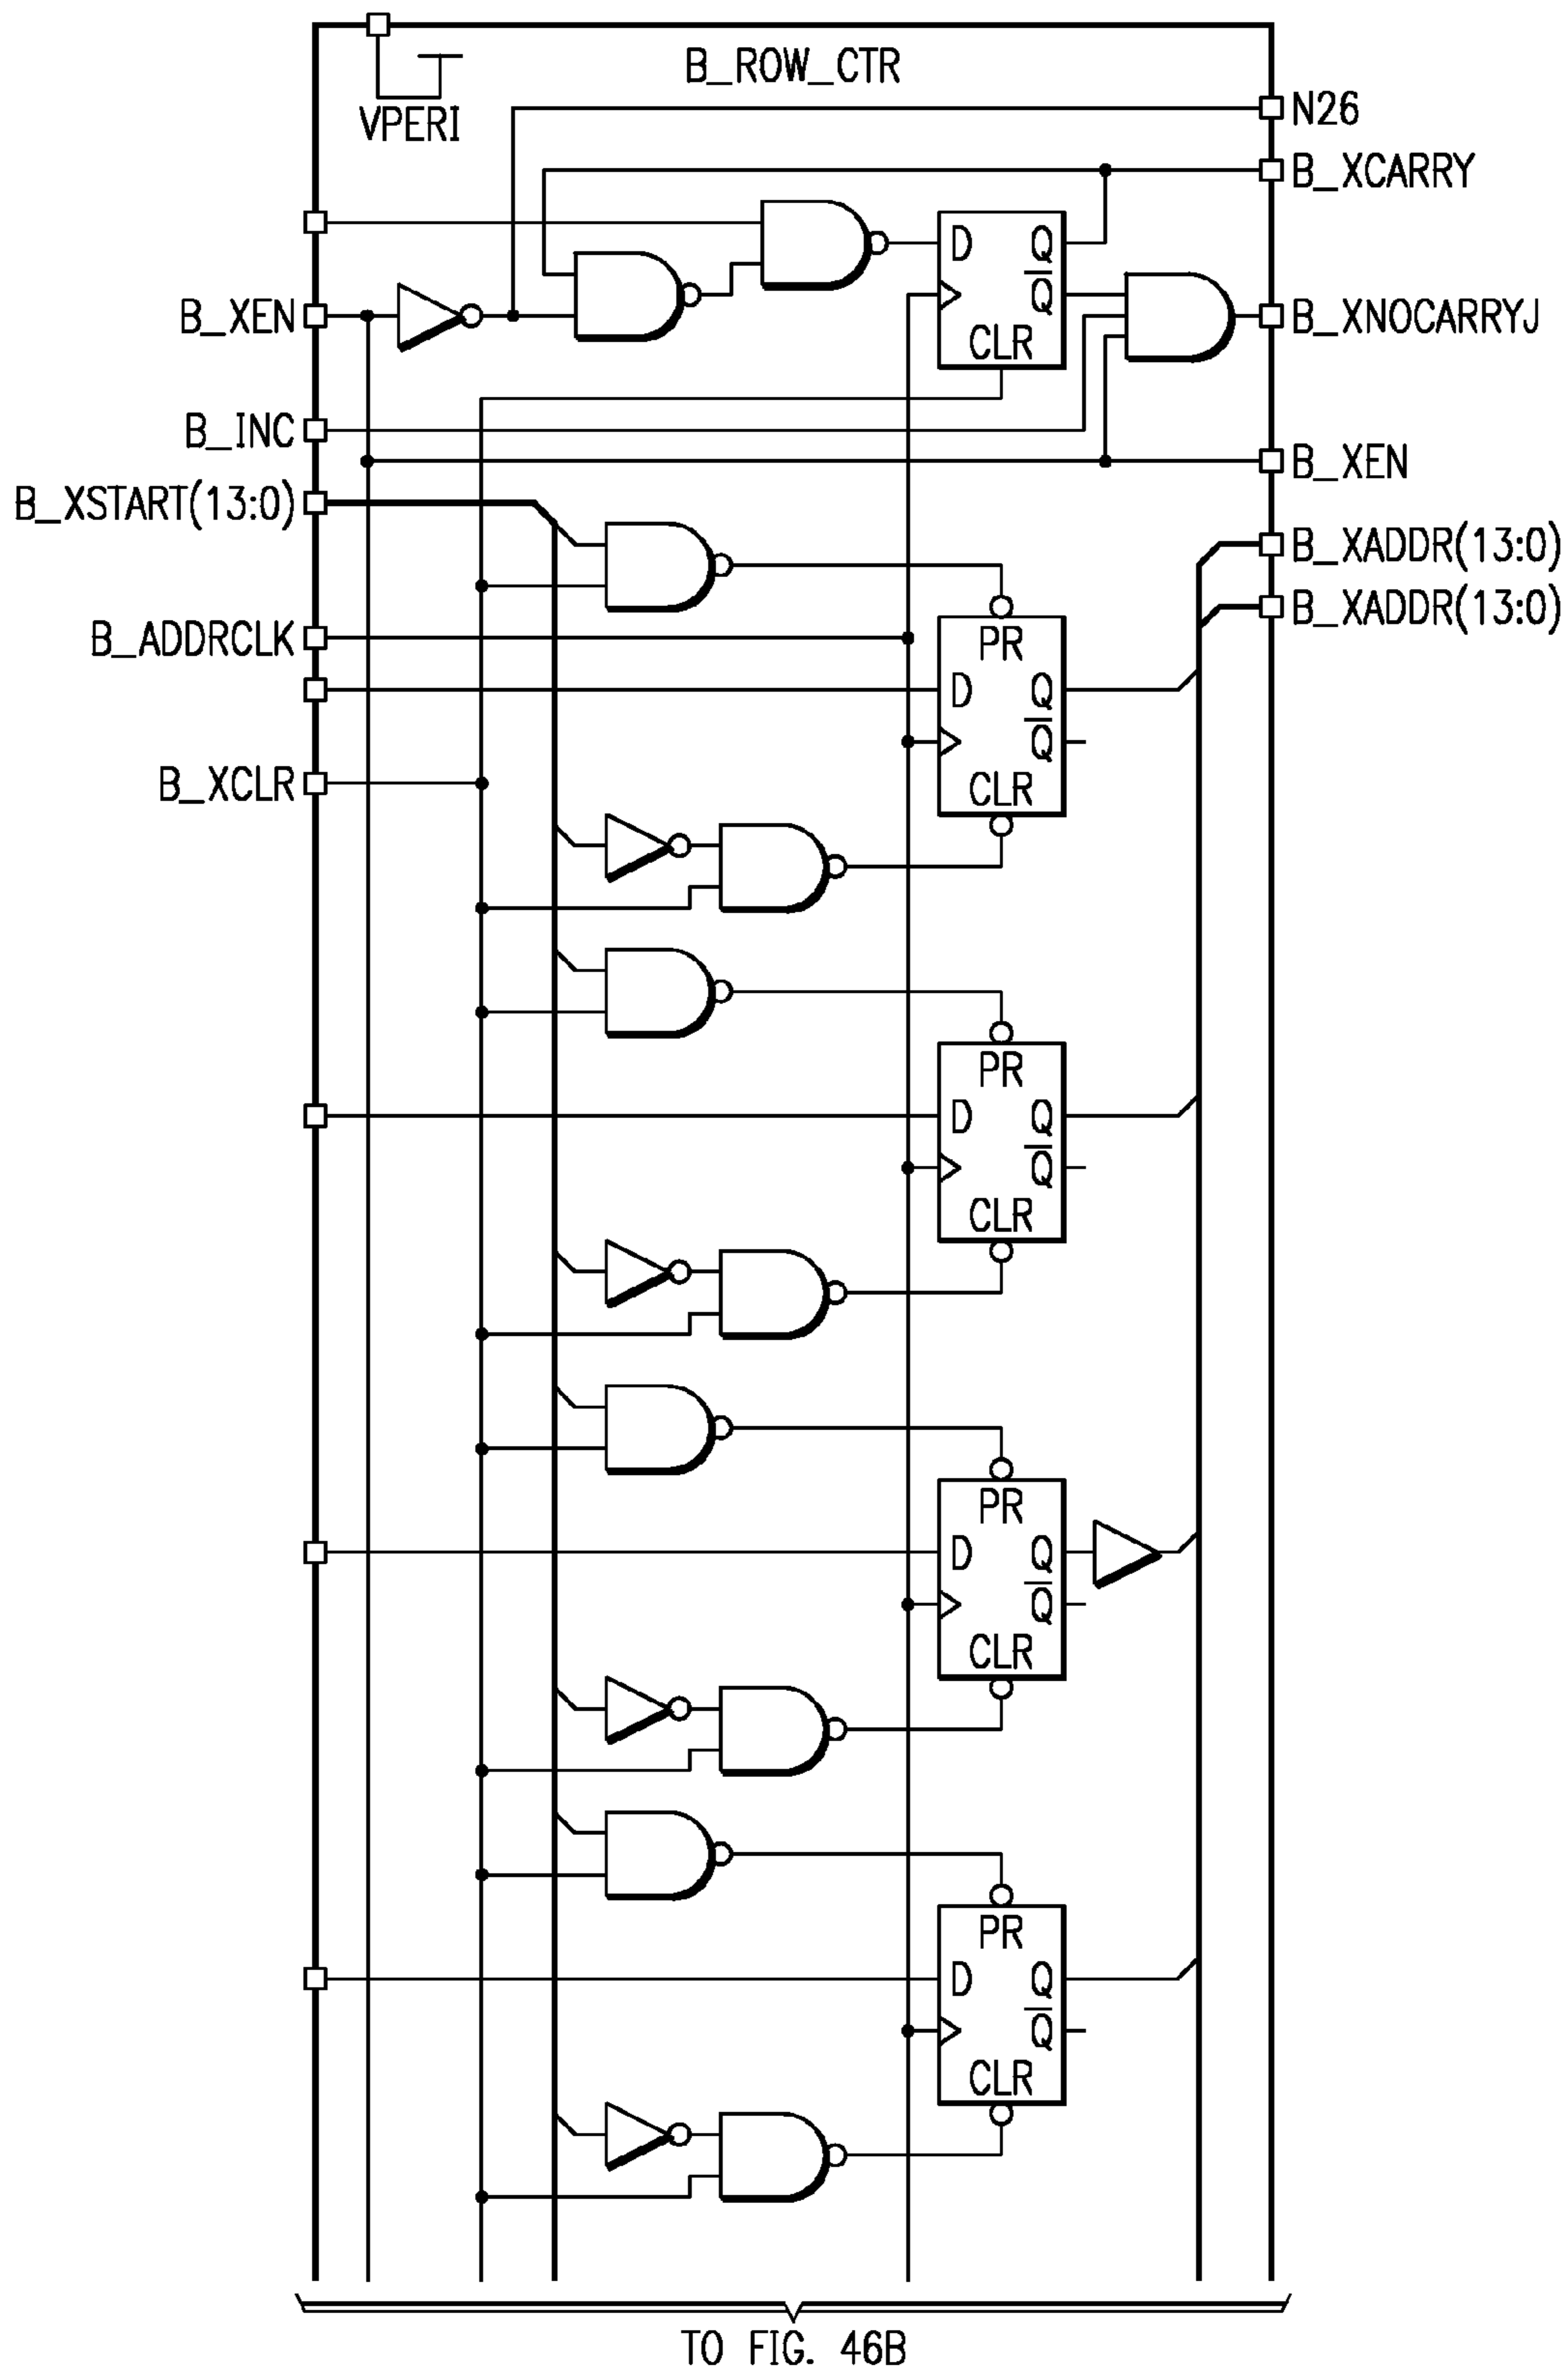 B_ROW_CTR
VPERI
N26
B_XCARRY
D Q
Q
CLR
B_XEN
B_XNOCARRYJ
B_INC
B_XEN
B_XSTART(13:0)
B_XADDR(13:0)
B_XADDR(13:0)
B_ADDRCLK
PR
D Q
Q
CLR
B_XCLR
PR
D Q
Q
CLR
PR
D Q
Q
CLR
PR
D Q
Q
CLR
TO FIG. 46B